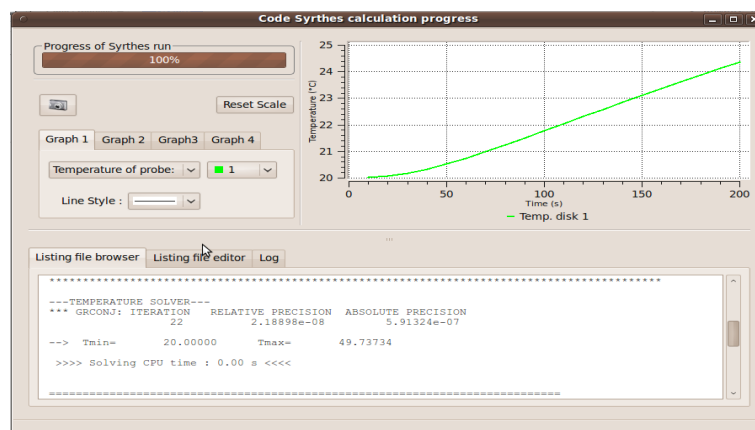 Code Syrthes calculation progress
Progress of Syrthes run
100%
Reset Scale
Graph 1 Graph 2 Graph3 Graph 4
Temperature of probe: 1
Line Style :
25
24
23
22
21
20
Temperature (°C)
0 50 100 150 200
Time (s)
Temp. disk 1
Listing file browser Listing file editor Log
******************************************************************************************
---TEMPERATURE SOLVER---
*** GRCONJ: ITERATION RELATIVE PRECISION ABSOLUTE PRECISION
22 2.18898e-08 5.91324e-07
--> Tmin= 20.00000 Tmax= 49.73734
>>>> Solving CPU time : 0.00 s <<<<
==========================================================================